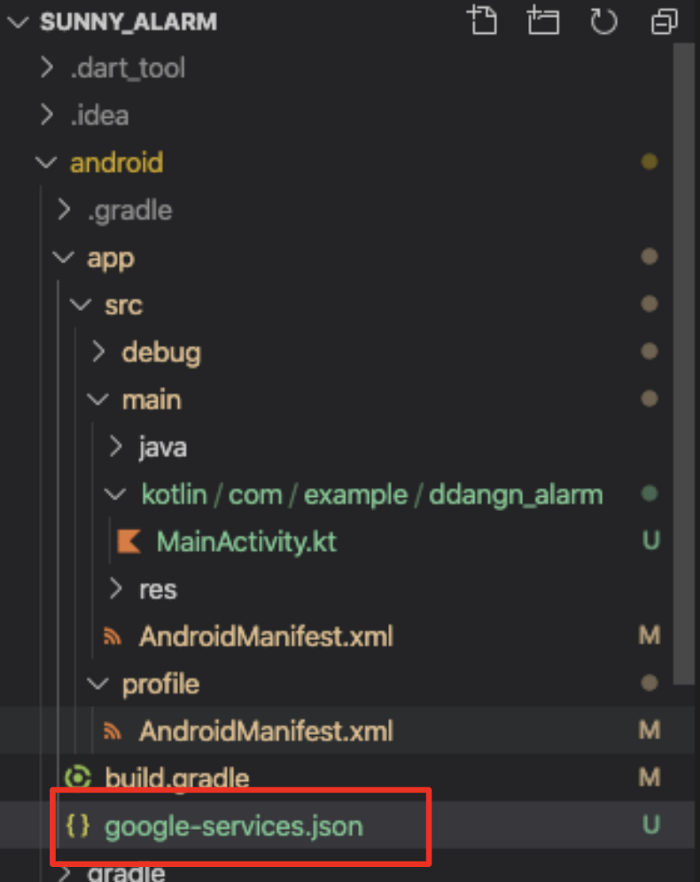 SUNNY_ALARM
.dart_tool
.idea
android
.gradle
app
src
debug
main
java
kotlin / com / example / ddangn_alarm
MainActivity.kt U
res
AndroidManifest.xml M
profile
AndroidManifest.xml M
build.gradle M
{} google-services.json U
gradle